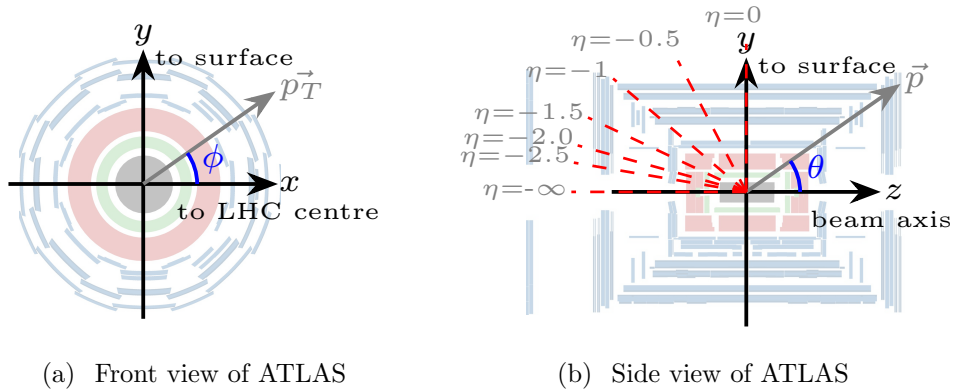 y
to surface
p⃗_T
ϕ
x
to LHC centre
(a) Front view of ATLAS
η=0
η=−0.5
y
to surface
η=−1
p⃗
η=−1.5
η=−2.0
η=−2.5
θ
η=-∞
z
beam axis
(b) Side view of ATLAS